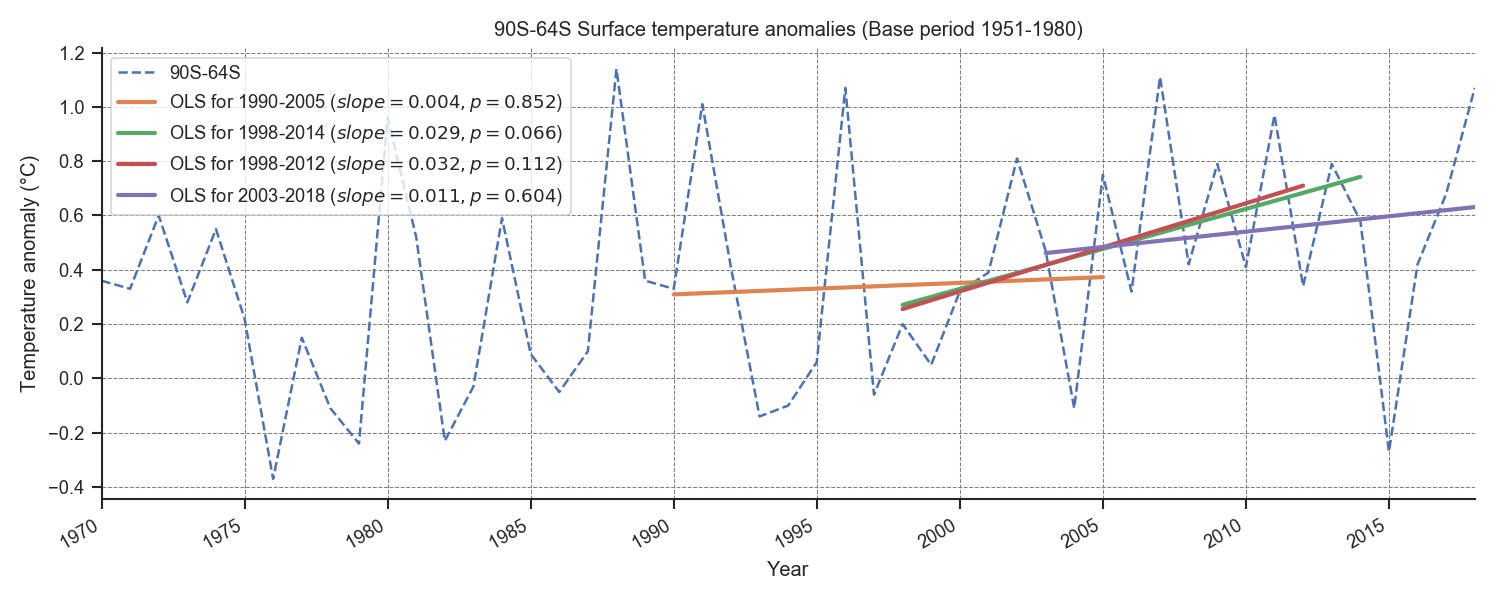 90S-64S Surface temperature anomalies (Base period 1951-1980)
1.2
1.0
0.8
0.6
0.4
0.2
0.0
−0.2
−0.4
Temperature anomaly (°C)
90S-64S
OLS for 1990-2005 (slope = 0.004, p = 0.852)
OLS for 1998-2014 (slope = 0.029, p = 0.066)
OLS for 1998-2012 (slope = 0.032, p = 0.112)
OLS for 2003-2018 (slope = 0.011, p = 0.604)
1970 1975 1980 1985 1990 1995 2000 2005 2010 2015
Year